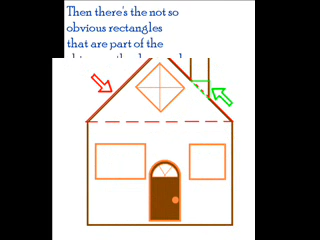 Then there's the not so
obvious rectangles
that are part of the